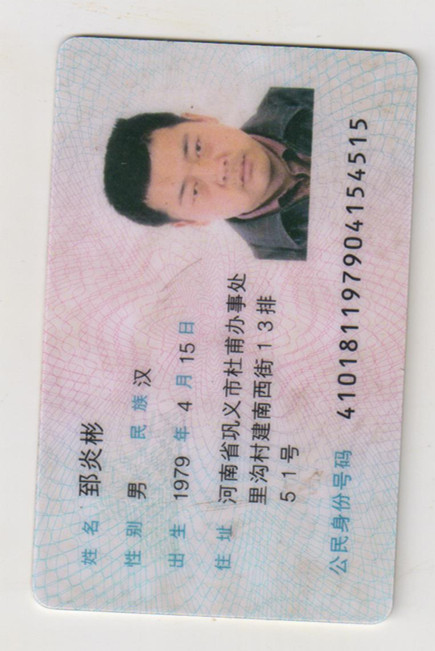 姓名 郅炎彬
性别 男 民族 汉
出生 1979 年 4 月 15 日
住址 河南省巩义市杜甫办事处
里沟村建南西街13排
51号
公民身份号码 410181197904154515